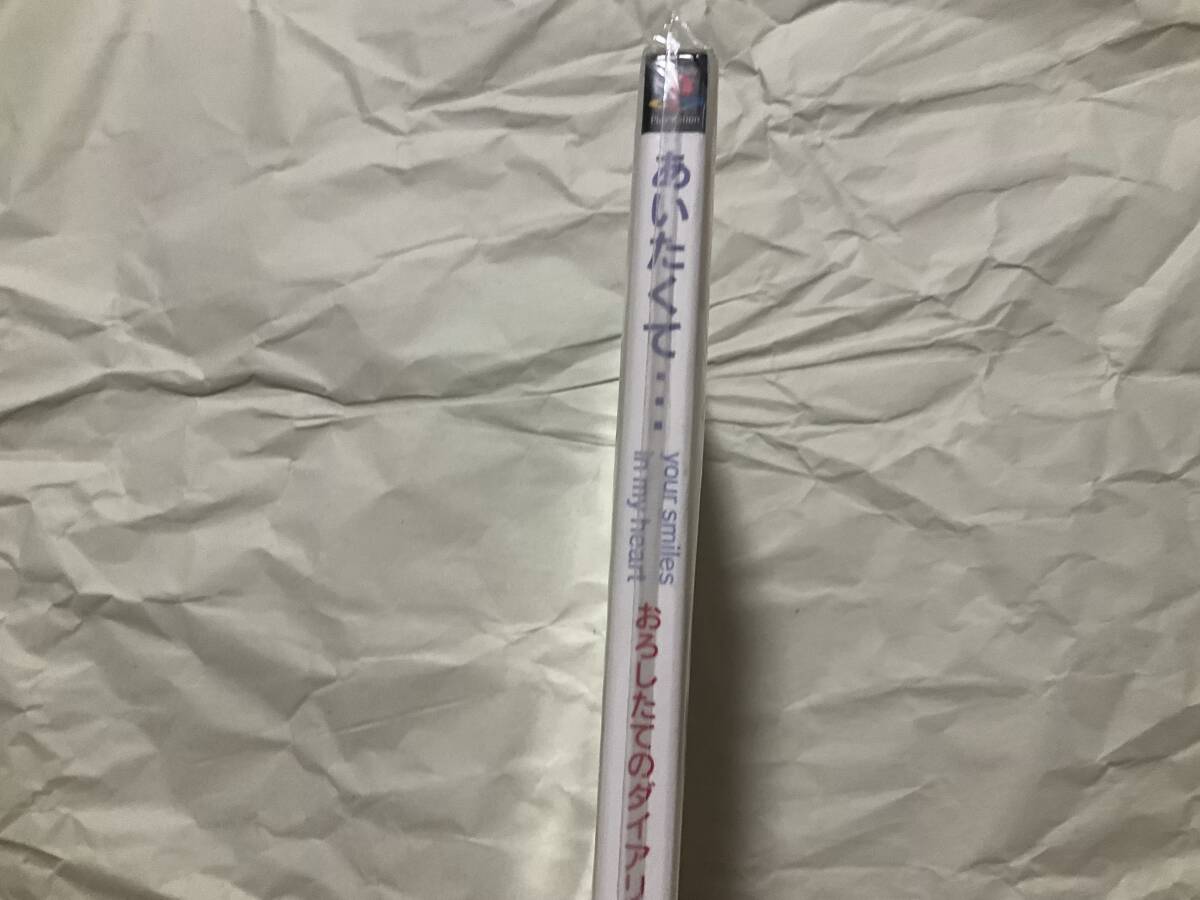 PlayStation
あいたくて...
your smiles
in my heart
おろしたてのダイアリ